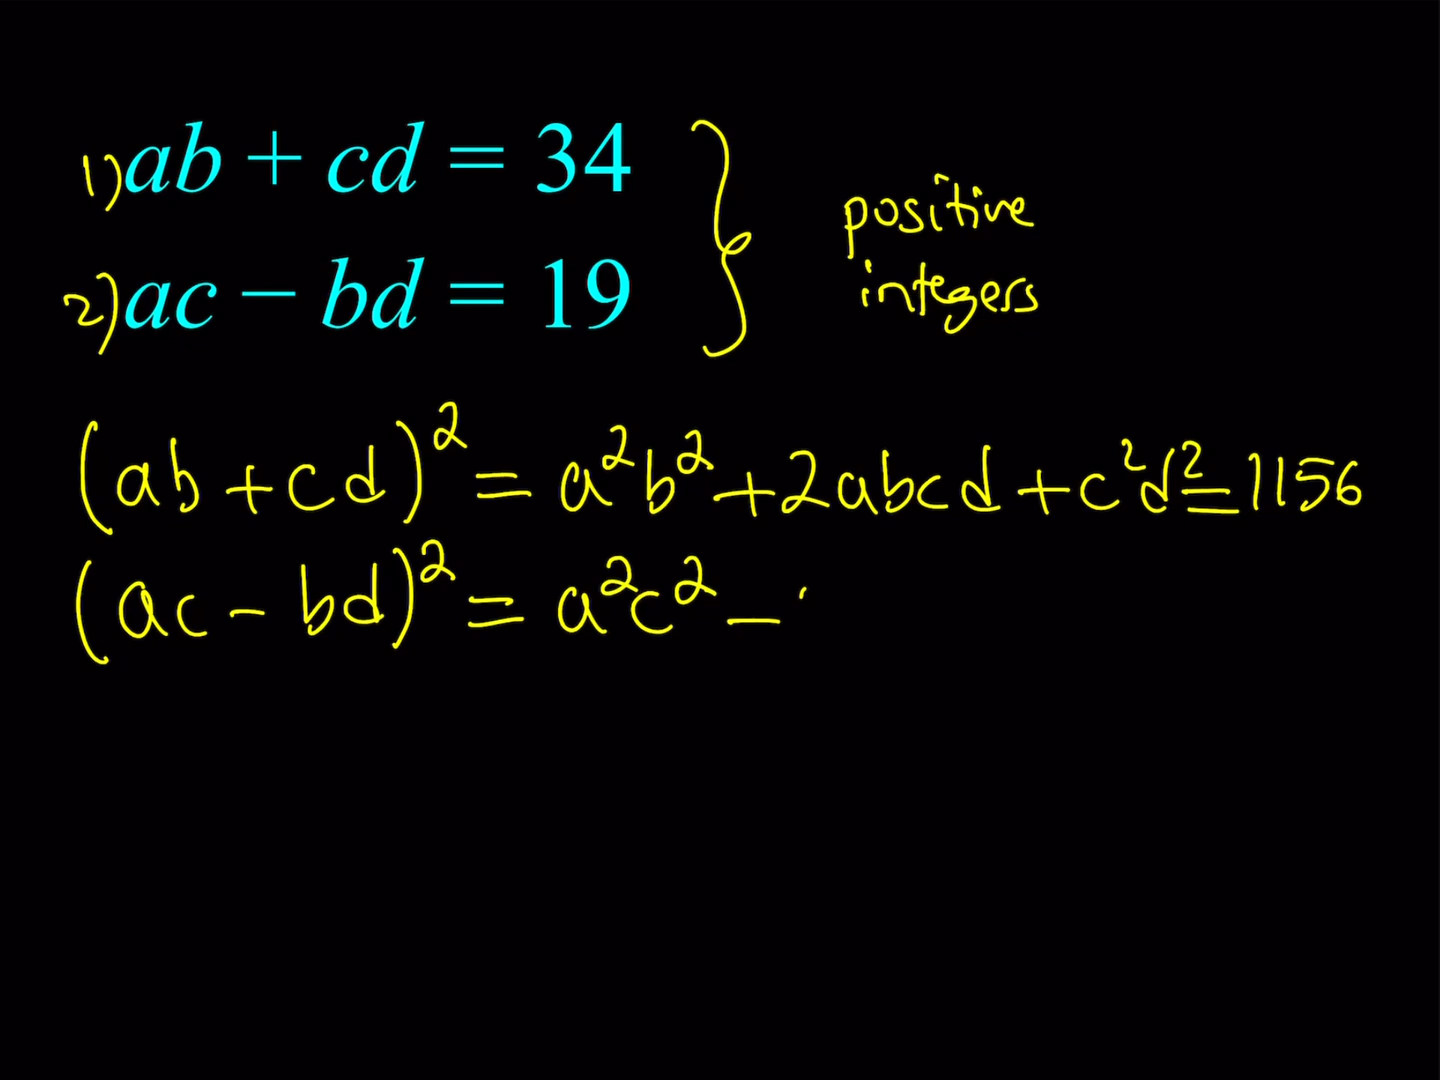 1) ab + cd = 34
2) ac − bd = 19
positive
integers
(ab + cd)² = a²b² + 2abcd + c²d² = 1156
(ac − bd)² = a²c² −